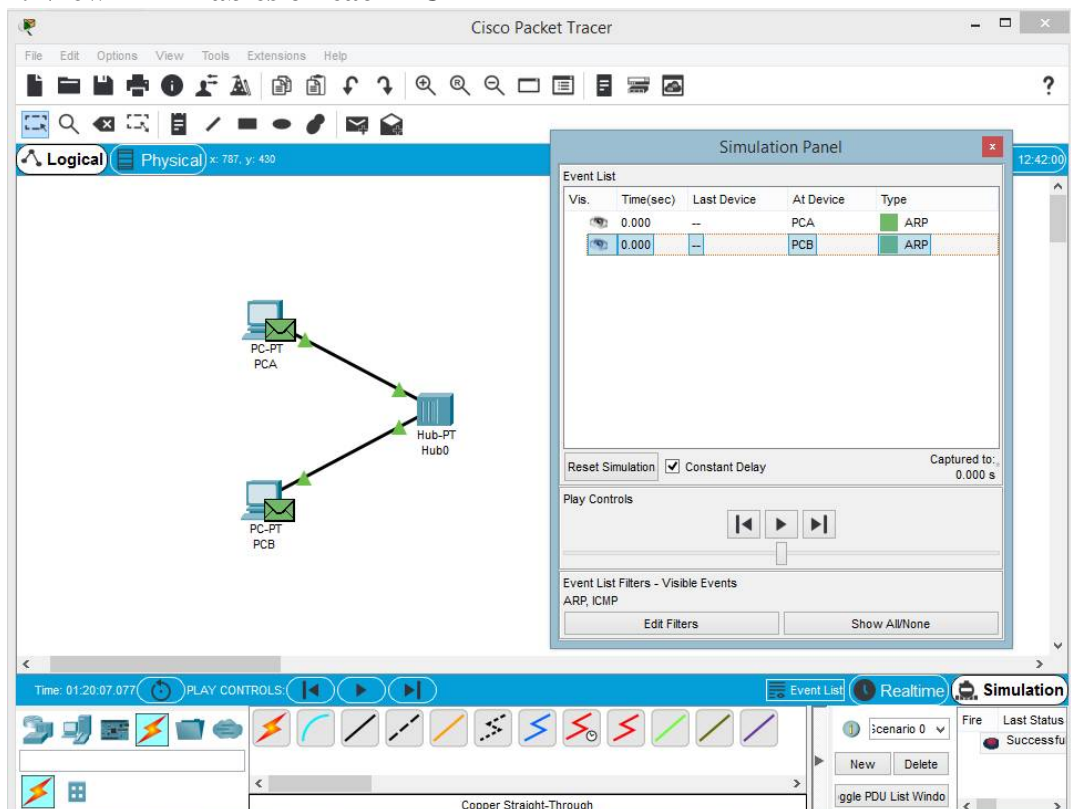 Cisco Packet Tracer
File Edit Options View Tools Extensions Help
?
Logical Physical x: 787, y: 430
12:42:00
Simulation Panel
Event List
Vis. Time(sec) Last Device At Device Type
0.000 -- PCA ARP
0.000 -- PCB ARP
PC-PT
PCA
Hub-PT
Hub0
PC-PT
PCB
Reset Simulation Constant Delay
Captured to:
0.000 s
Play Controls
Event List Filters - Visible Events
ARP, ICMP
Edit Filters Show All/None
Time: 01:20:07.077 PLAY CONTROLS:
Event List Realtime Simulation
Scenario 0
Fire Last Status
Successfu
New Delete
oggle PDU List Windo
Copper Straight-Through